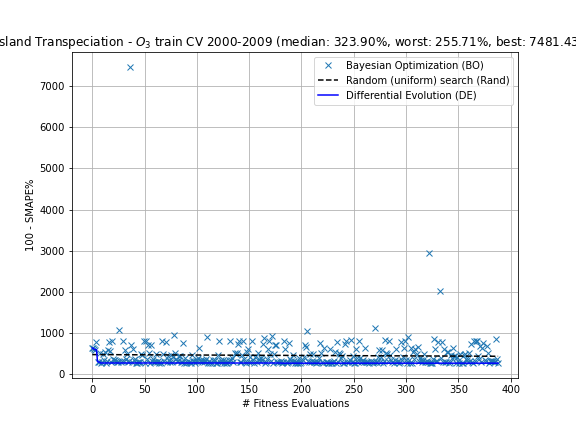 sland Transpeciation - O₃ train CV 2000-2009 (median: 323.90%, worst: 255.71%, best: 7481.43
Bayesian Optimization (BO)
Random (uniform) search (Rand)
Differential Evolution (DE)
7000
6000
5000
4000
3000
2000
1000
0
100 - SMAPE%
0 50 100 150 200 250 300 350 400
# Fitness Evaluations